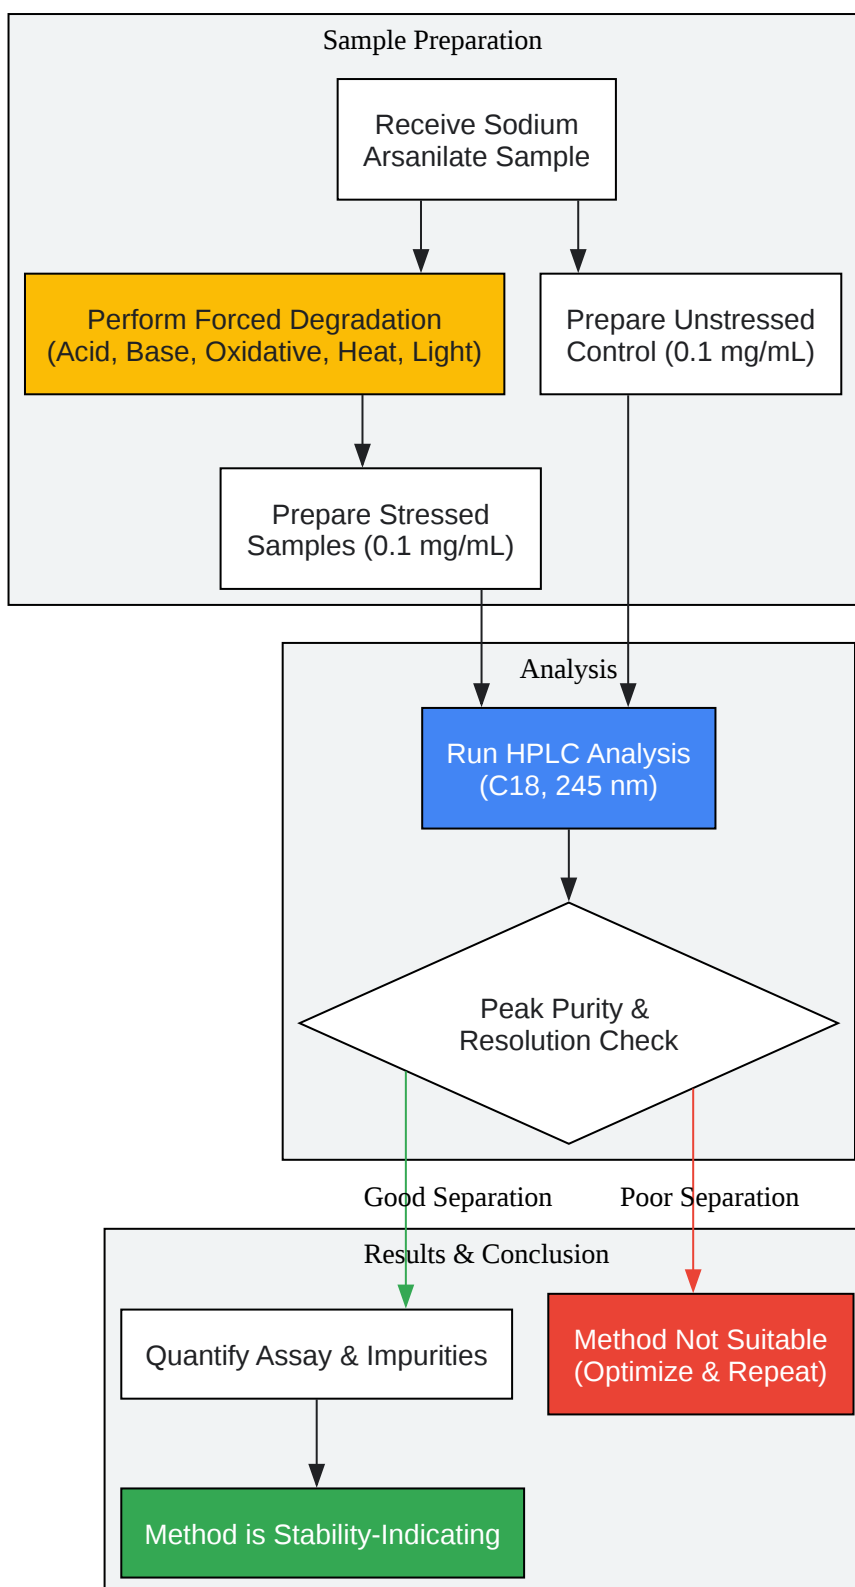 Sample Preparation
Receive Sodium
Arsanilate Sample
Perform Forced Degradation
(Acid, Base, Oxidative, Heat, Light)
Prepare Unstressed
Control (0.1 mg/mL)
Prepare Stressed
Samples (0.1 mg/mL)
Analysis
Run HPLC Analysis
(C18, 245 nm)
Peak Purity &
Resolution Check
Good Separation
Poor Separation
Results & Conclusion
Quantify Assay & Impurities
Method Not Suitable
(Optimize & Repeat)
Method is Stability-Indicating